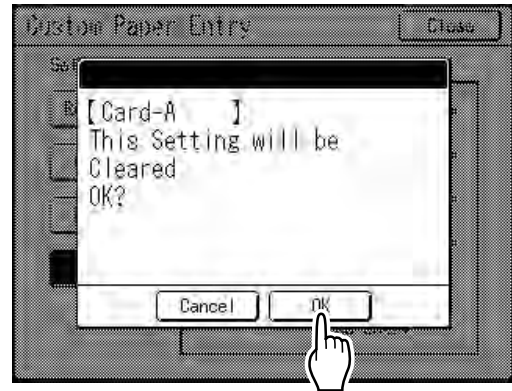 Custom Paper Entry
Close
【Card-A 】
This Setting will be
Cleared
OK?
Cancel
OK